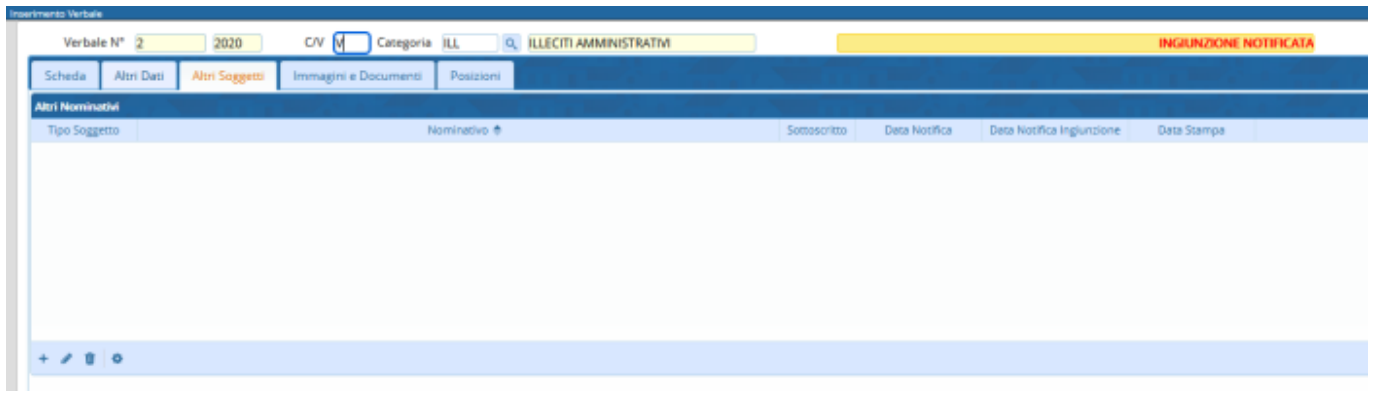 Inserimento Verbale
Verbale N° 2 2020 C/V V Categoria ILL ILLECITI AMMINISTRATIVI INGIUNZIONE NOTIFICATA
Scheda Altri Dati Altri Soggetti Immagini e Documenti Posizioni
Altri Nominativi
Tipo Soggetto Nominativo Sottoscritto Data Notifica Data Notifica Ingiunzione Data Stampa